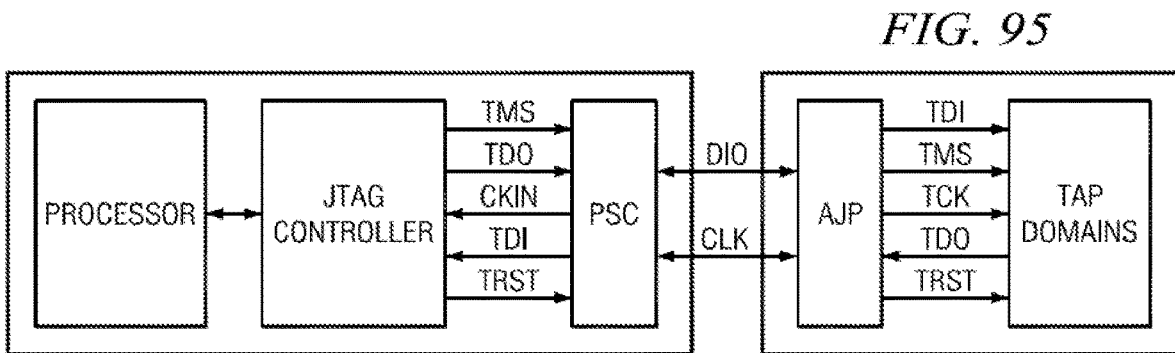 FIG. 95
PROCESSOR
JTAG
CONTROLLER
TMS
TDO
CKIN
TDI
TRST
PSC
DIO
CLK
AJP
TDI
TMS
TCK
TDO
TRST
TAP
DOMAINS